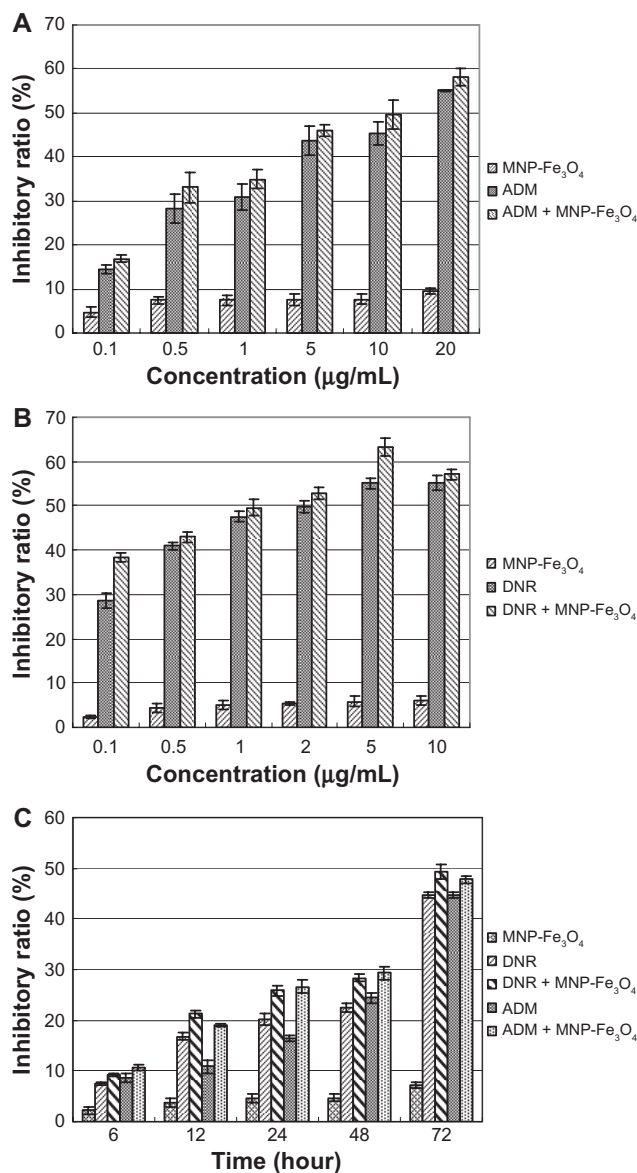 A
70
60
50
40
30
20
10
0
Inhibitory ratio (%)
0.1 0.5 1 5 10 20
Concentration (µg/mL)
MNP-Fe₃O₄
ADM
ADM + MNP-Fe₃O₄
B
70
60
50
40
30
20
10
0
Inhibitory ratio (%)
0.1 0.5 1 2 5 10
Concentration (µg/mL)
MNP-Fe₃O₄
DNR
DNR + MNP-Fe₃O₄
C
60
50
40
30
20
10
0
Inhibitory ratio (%)
6 12 24 48 72
Time (hour)
MNP-Fe₃O₄
DNR
DNR + MNP-Fe₃O₄
ADM
ADM + MNP-Fe₃O₄